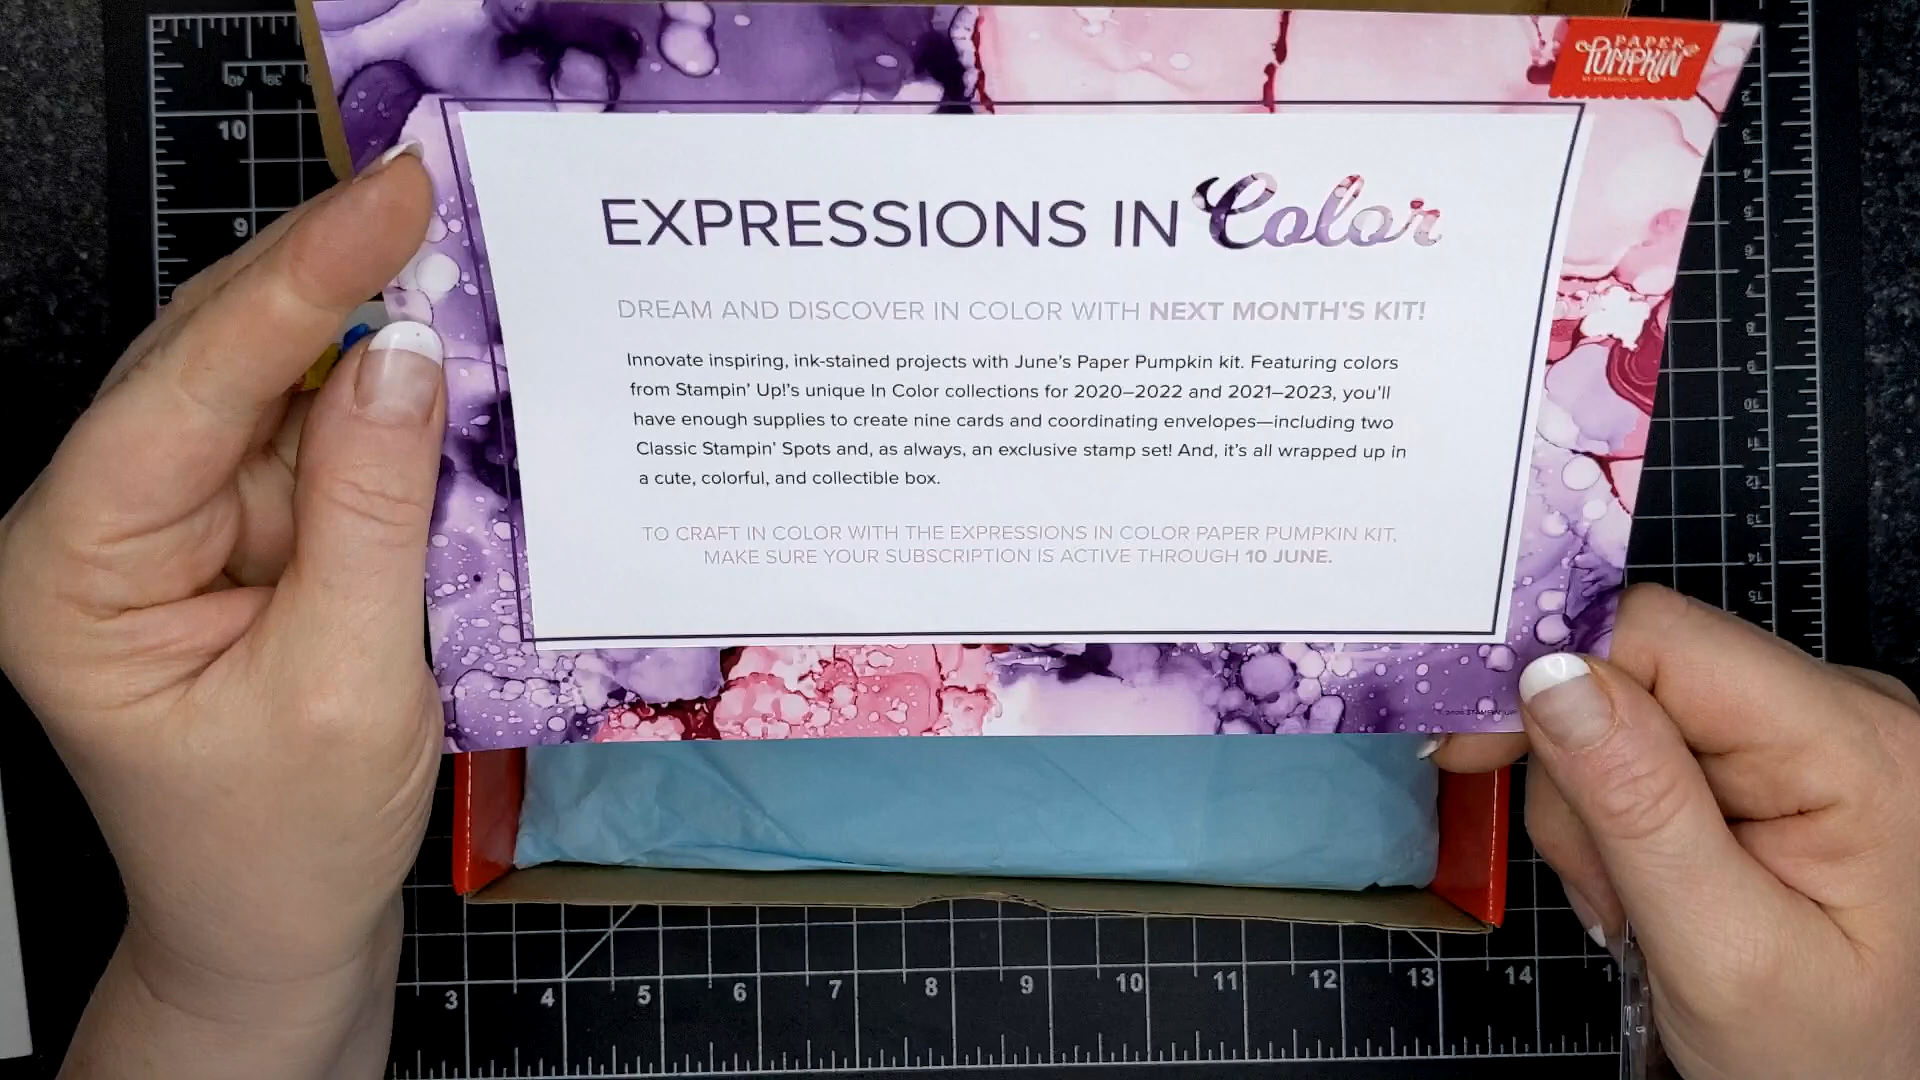 PAPER
PUMPKIN
BY STAMPIN' UP!
EXPRESSIONS IN Color
DREAM AND DISCOVER IN COLOR WITH NEXT MONTH'S KIT!
Innovate inspiring, ink-stained projects with June's Paper Pumpkin kit. Featuring colors
from Stampin' Up!'s unique In Color collections for 2020–2022 and 2021–2023, you'll
have enough supplies to create nine cards and coordinating envelopes—including two
Classic Stampin' Spots and, as always, an exclusive stamp set! And, it's all wrapped up in
a cute, colorful, and collectible box.
TO CRAFT IN COLOR WITH THE EXPRESSIONS IN COLOR PAPER PUMPKIN KIT,
MAKE SURE YOUR SUBSCRIPTION IS ACTIVE THROUGH 10 JUNE.
10
9
3 4 5 6 7 8 9 10 11 12 13 14